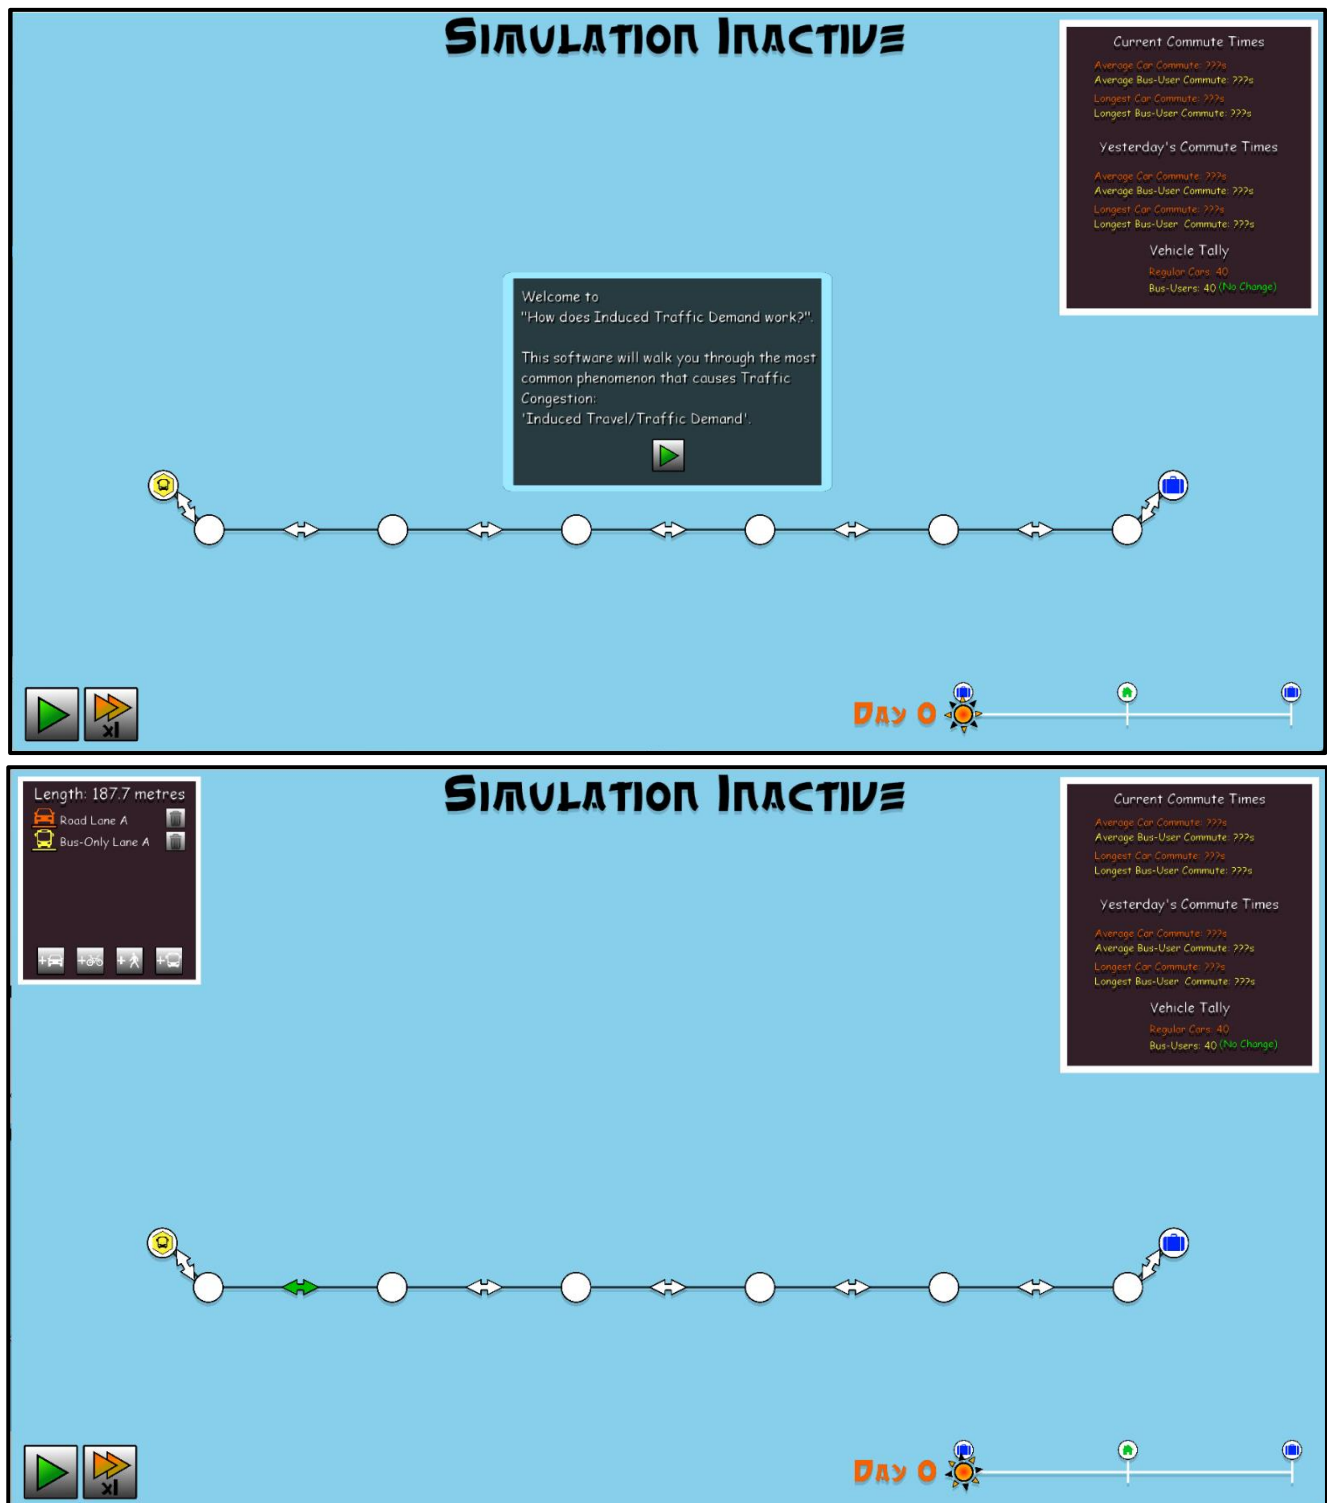 Simulation Inactive
Current Commute Times
Average Car Commute: ???s
Average Bus-User Commute: ???s
Longest Car Commute: ???s
Longest Bus-User Commute: ???s
Yesterday's Commute Times
Average Car Commute: ???s
Average Bus-User Commute: ???s
Longest Car Commute: ???s
Longest Bus-User Commute: ???s
Vehicle Tally
Regular Cars: 40
Bus-Users: 40 (No Change)
Welcome to
"How does Induced Traffic Demand work?".
This software will walk you through the most
common phenomenon that causes Traffic
Congestion:
'Induced Travel/Traffic Demand'.
x1
Day 0
Simulation Inactive
Length: 187.7 metres
Road Lane A
Bus-Only Lane A
Current Commute Times
Average Car Commute: ???s
Average Bus-User Commute: ???s
Longest Car Commute: ???s
Longest Bus-User Commute: ???s
Yesterday's Commute Times
Average Car Commute: ???s
Average Bus-User Commute: ???s
Longest Car Commute: ???s
Longest Bus-User Commute: ???s
Vehicle Tally
Regular Cars: 40
Bus-Users: 40 (No Change)
x1
Day 0